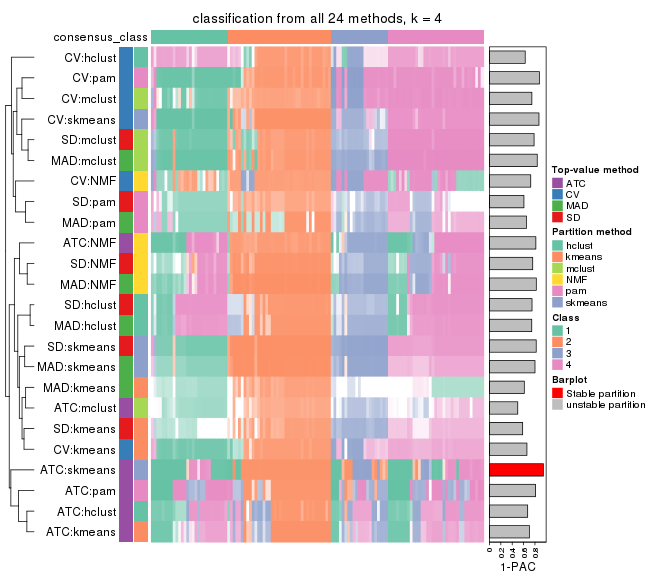 classification from all 24 methods, k = 4
consensus_class
CV:hclust
CV:pam
CV:mclust
CV:skmeans
SD:mclust
MAD:mclust
CV:NMF
SD:pam
MAD:pam
ATC:NMF
SD:NMF
MAD:NMF
SD:hclust
MAD:hclust
SD:skmeans
MAD:skmeans
MAD:kmeans
ATC:mclust
SD:kmeans
CV:kmeans
ATC:skmeans
ATC:pam
ATC:hclust
ATC:kmeans
0 0.2 0.4 0.6 0.8
1-PAC
Top-value method
ATC
CV
MAD
SD
Partition method
hclust
kmeans
mclust
NMF
pam
skmeans
Class
1
2
3
4
Barplot
Stable partition
unstable partition